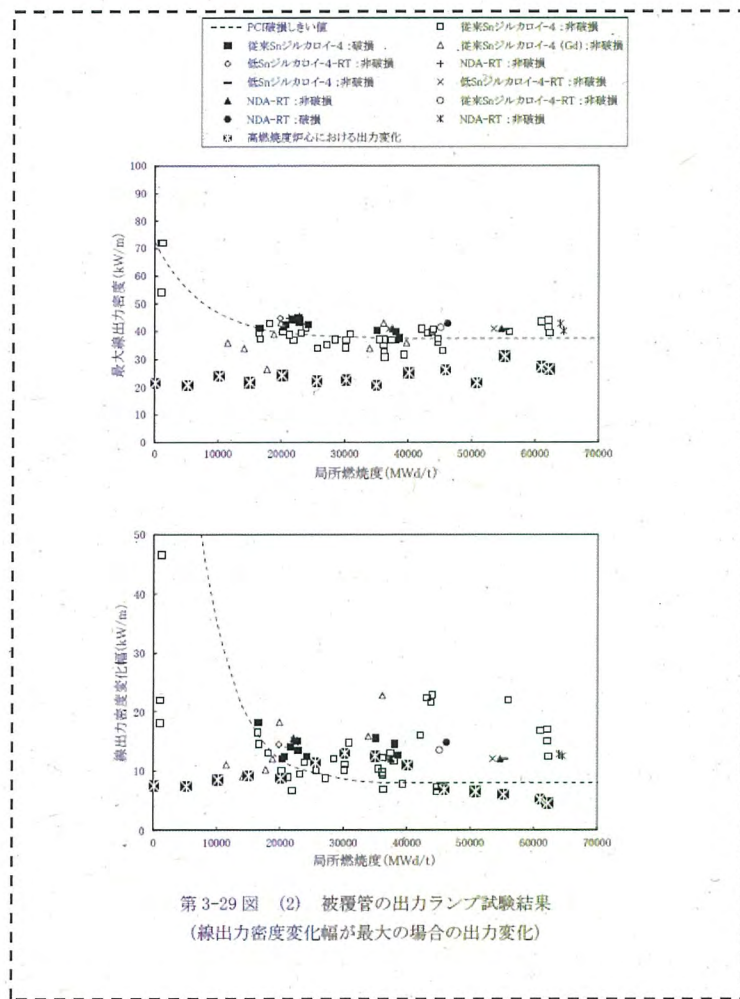 PCI破損しきい値
従来Snジルカロイ-4：非破損
従来Snジルカロイ-4：破損
従来Snジルカロイ-4 (Gd)：非破損
低Snジルカロイ-4-RT：非破損
NDA-RT：非破損
低Snジルカロイ-4：非破損
低Snジルカロイ-4-RT：非破損
NDA-RT：非破損
従来Snジルカロイ-4-RT：非破損
NDA-RT：破損
NDA-RT：非破損
高燃焼度炉心における出力変化
最大線出力密度(kW/m)
100
90
80
70
60
50
40
30
20
10
0
0 10000 20000 30000 40000 50000 60000 70000
局所燃焼度(MWd/t)
線出力密度変化幅(kW/m)
50
40
30
20
10
0
0 10000 20000 30000 40000 50000 60000 70000
局所燃焼度(MWd/t)
第3-29図 (2) 被覆管の出力ランプ試験結果
(線出力密度変化幅が最大の場合の出力変化)